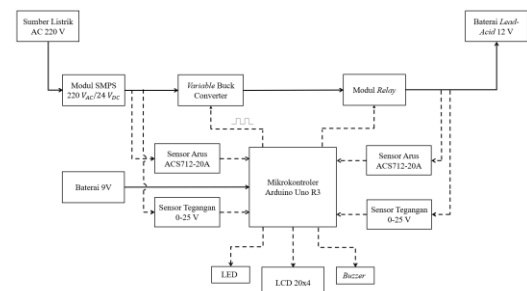 Sumber Listrik
AC 220 V
Baterai Lead-
Acid 12 V
Modul SMPS
220 V_AC/24 V_DC
Variable Buck
Converter
Modul Relay
Sensor Arus
ACS712-20A
Mikrokontroler
Arduino Uno R3
Sensor Arus
ACS712-20A
Baterai 9V
Sensor Tegangan
0-25 V
Sensor Tegangan
0-25 V
LED
LCD 20x4
Buzzer